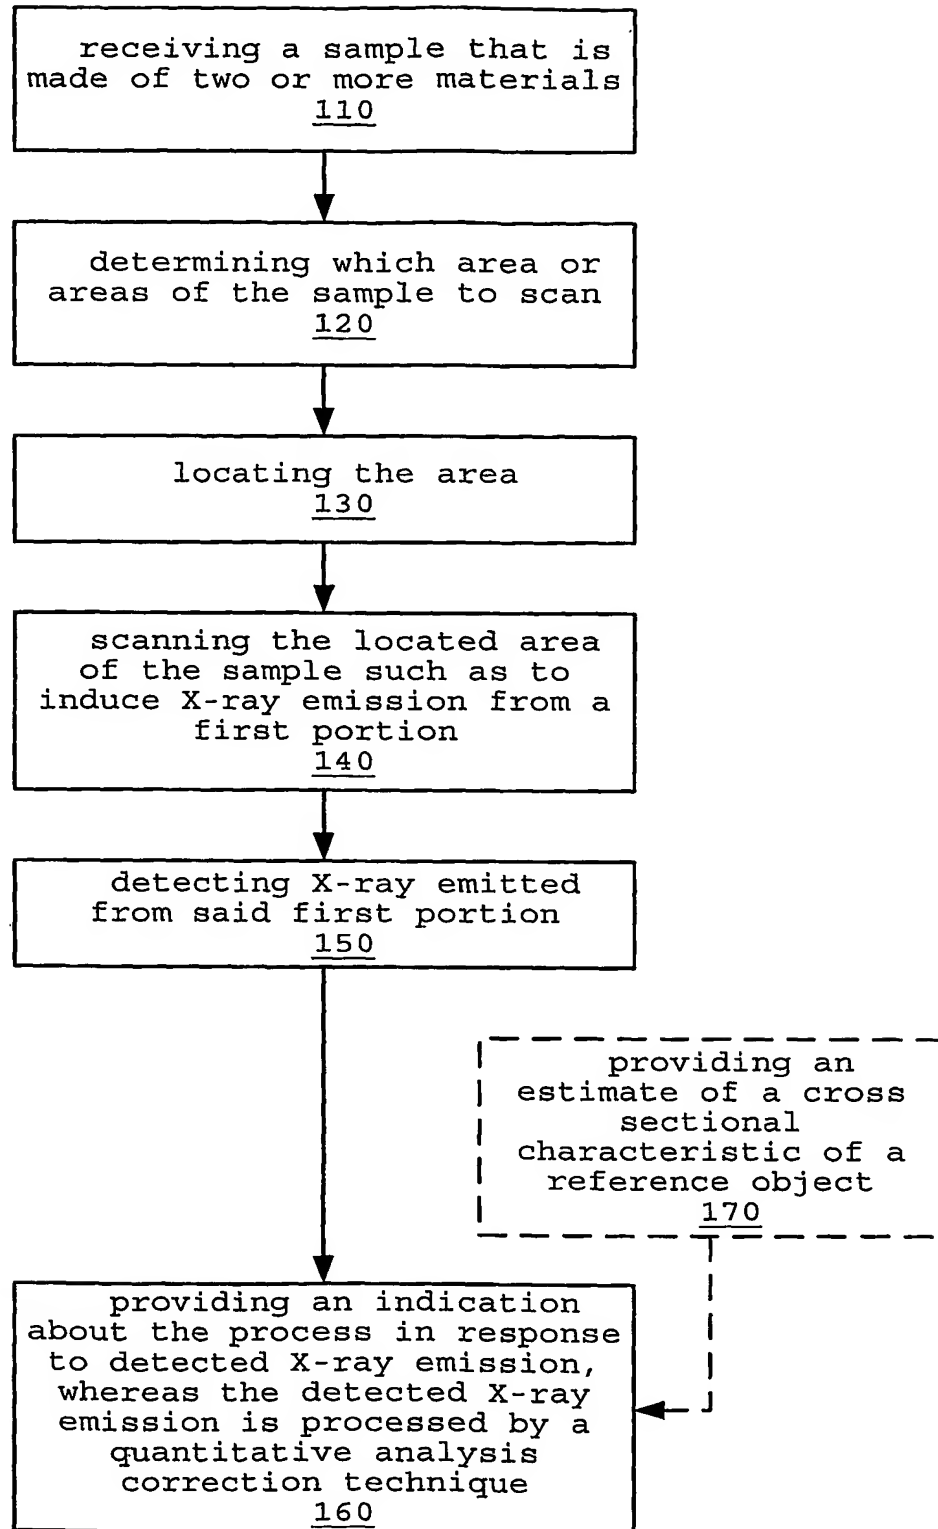 receiving a sample that is
made of two or more materials
110
determining which area or
areas of the sample to scan
120
locating the area
130
scanning the located area
of the sample such as to
induce X-ray emission from a
first portion
140
detecting X-ray emitted
from said first portion
150
providing an
estimate of a cross
sectional
characteristic of a
reference object
170
providing an indication
about the process in response
to detected X-ray emission,
whereas the detected X-ray
emission is processed by a
quantitative analysis
correction technique
160